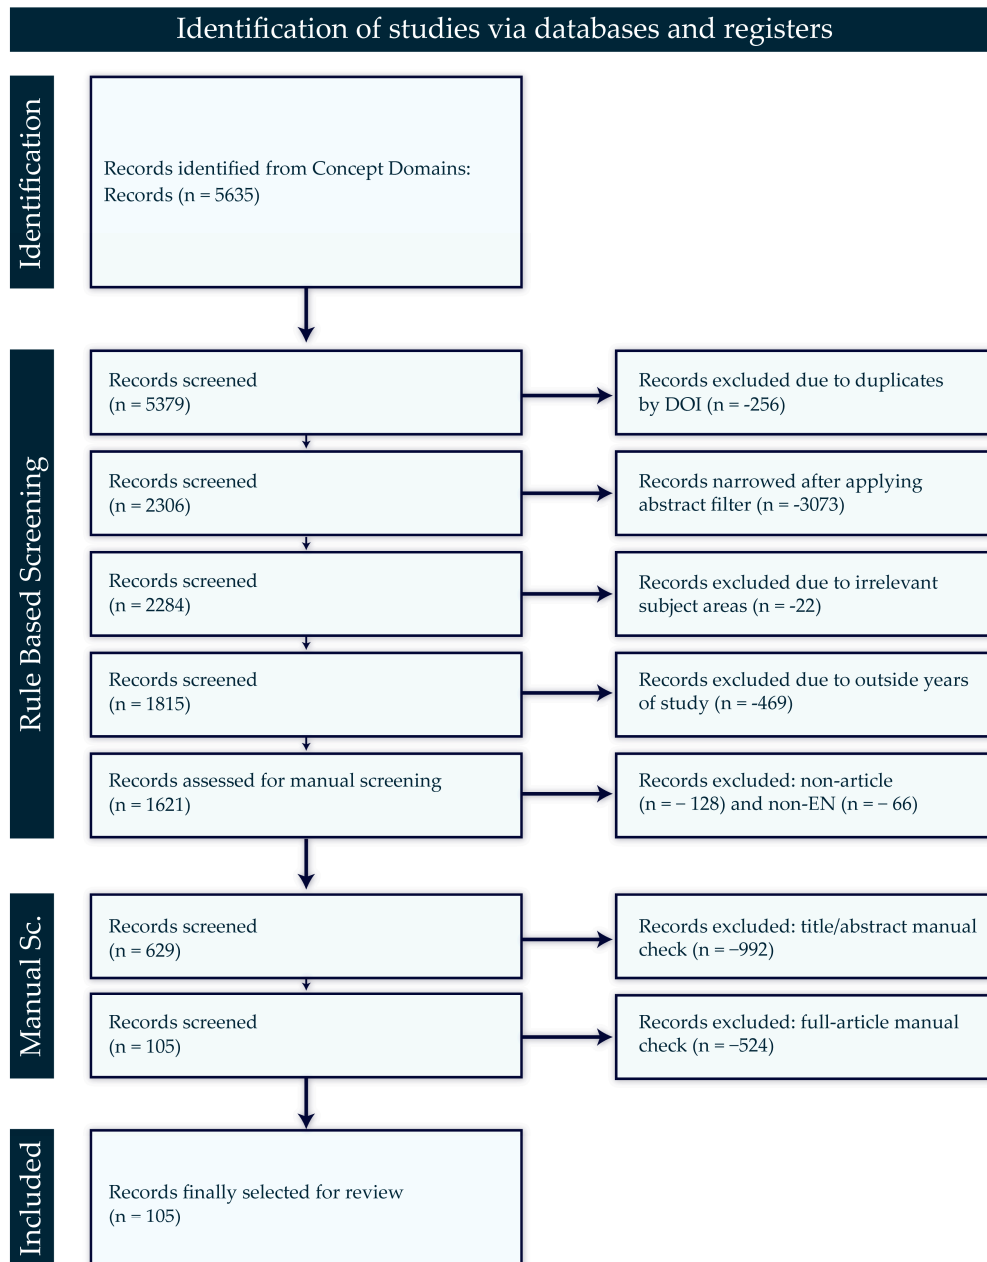 Identification of studies via databases and registers
Identification
Records identified from Concept Domains:
Records (n = 5635)
Rule Based Screening
Records screened
(n = 5379)
Records excluded due to duplicates
by DOI (n = -256)
Records screened
(n = 2306)
Records narrowed after applying
abstract filter (n = -3073)
Records screened
(n = 2284)
Records excluded due to irrelevant
subject areas (n = -22)
Records screened
(n = 1815)
Records excluded due to outside years
of study (n = -469)
Records assessed for manual screening
(n = 1621)
Records excluded: non-article
(n = − 128) and non-EN (n = − 66)
Manual Sc.
Records screened
(n = 629)
Records excluded: title/abstract manual
check (n = −992)
Records screened
(n = 105)
Records excluded: full-article manual
check (n = −524)
Included
Records finally selected for review
(n = 105)